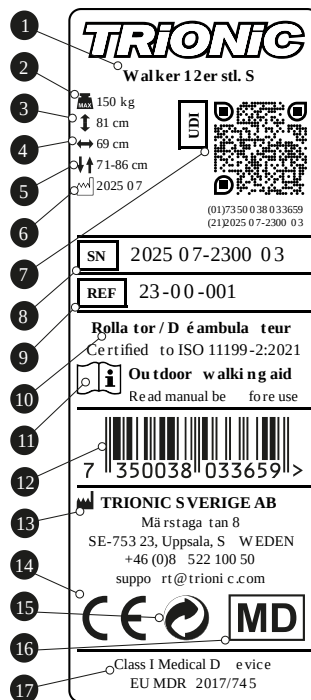 1
TRIONIC
Walker 12er stl. S
2
MAX 150 kg
3
81 cm
4
69 cm
5
71-86 cm
6
2025 07
UDI
(01)7350038033659
(21)2025 07-2300 03
7
8
SN 2025 07-2300 03
9
REF 23-00-001
10
Rollator/Déambulateur
Certified to ISO 11199-2:2021
11
i Outdoor walking aid
Read manual before use
12
7 350038 033659 >
13
TRIONIC SVERIGE AB
Märstagatan 8
SE-753 23, Uppsala, SWEDEN
+46 (0)8 522 100 50
support@trionic.com
14
15
16
CE MD
17
Class I Medical Device
EU MDR 2017/745